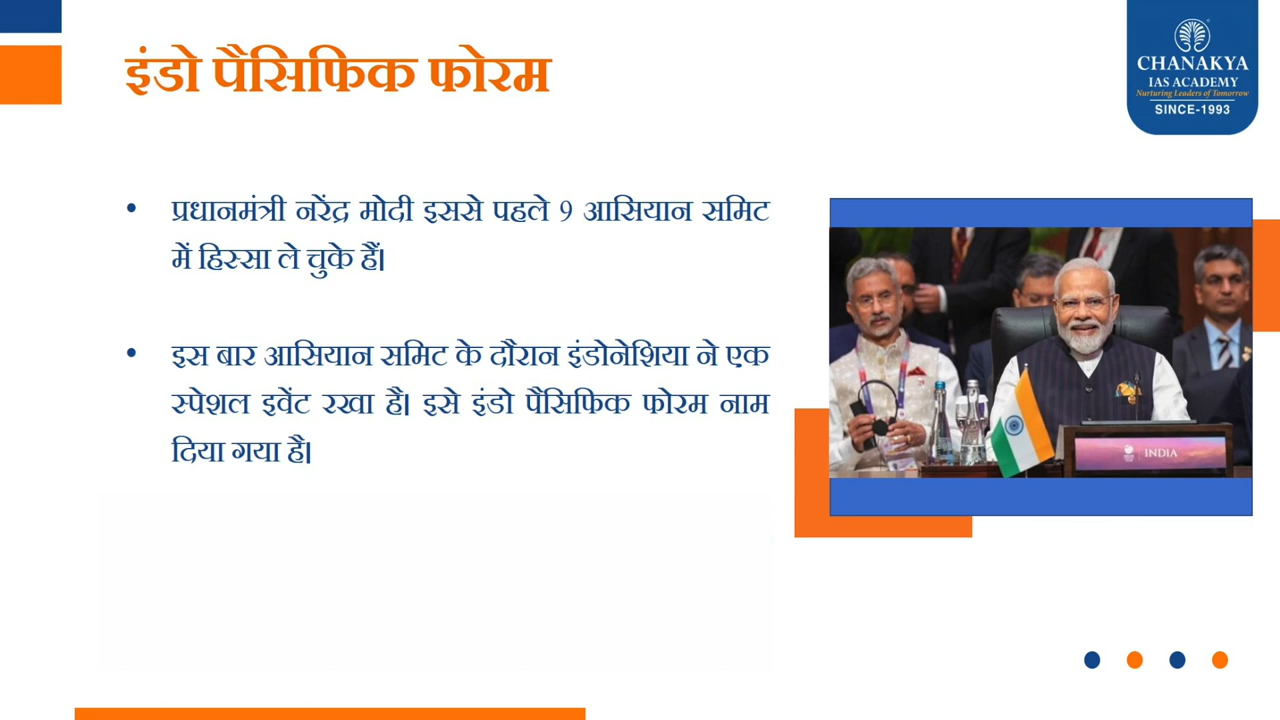 इंडो पैसिफिक फोरम
CHANAKYA
IAS ACADEMY
Nurturing Leaders of Tomorrow
SINCE-1993
• प्रधानमंत्री नरेंद्र मोदी इससे पहले 9 आसियान समिट
में हिस्सा ले चुके हैं।
• इस बार आसियान समिट के दौरान इंडोनेशिया ने एक
स्पेशल इवेंट रखा है। इसे इंडो पैसिफिक फोरम नाम
दिया गया है।
INDIA